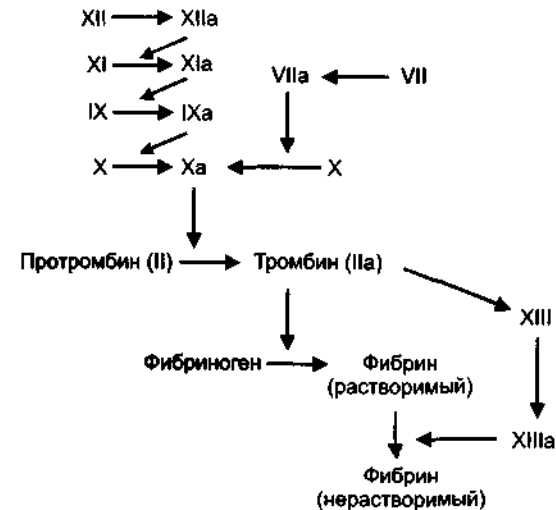 XII XIIa
XI XIa VIIa VII
IX IXa
X Xa X
Протромбин (II) Тромбин (IIa)
XIII
Фибриноген Фибрин
(растворимый)
XIIIa
Фибрин
(нерастворимый)